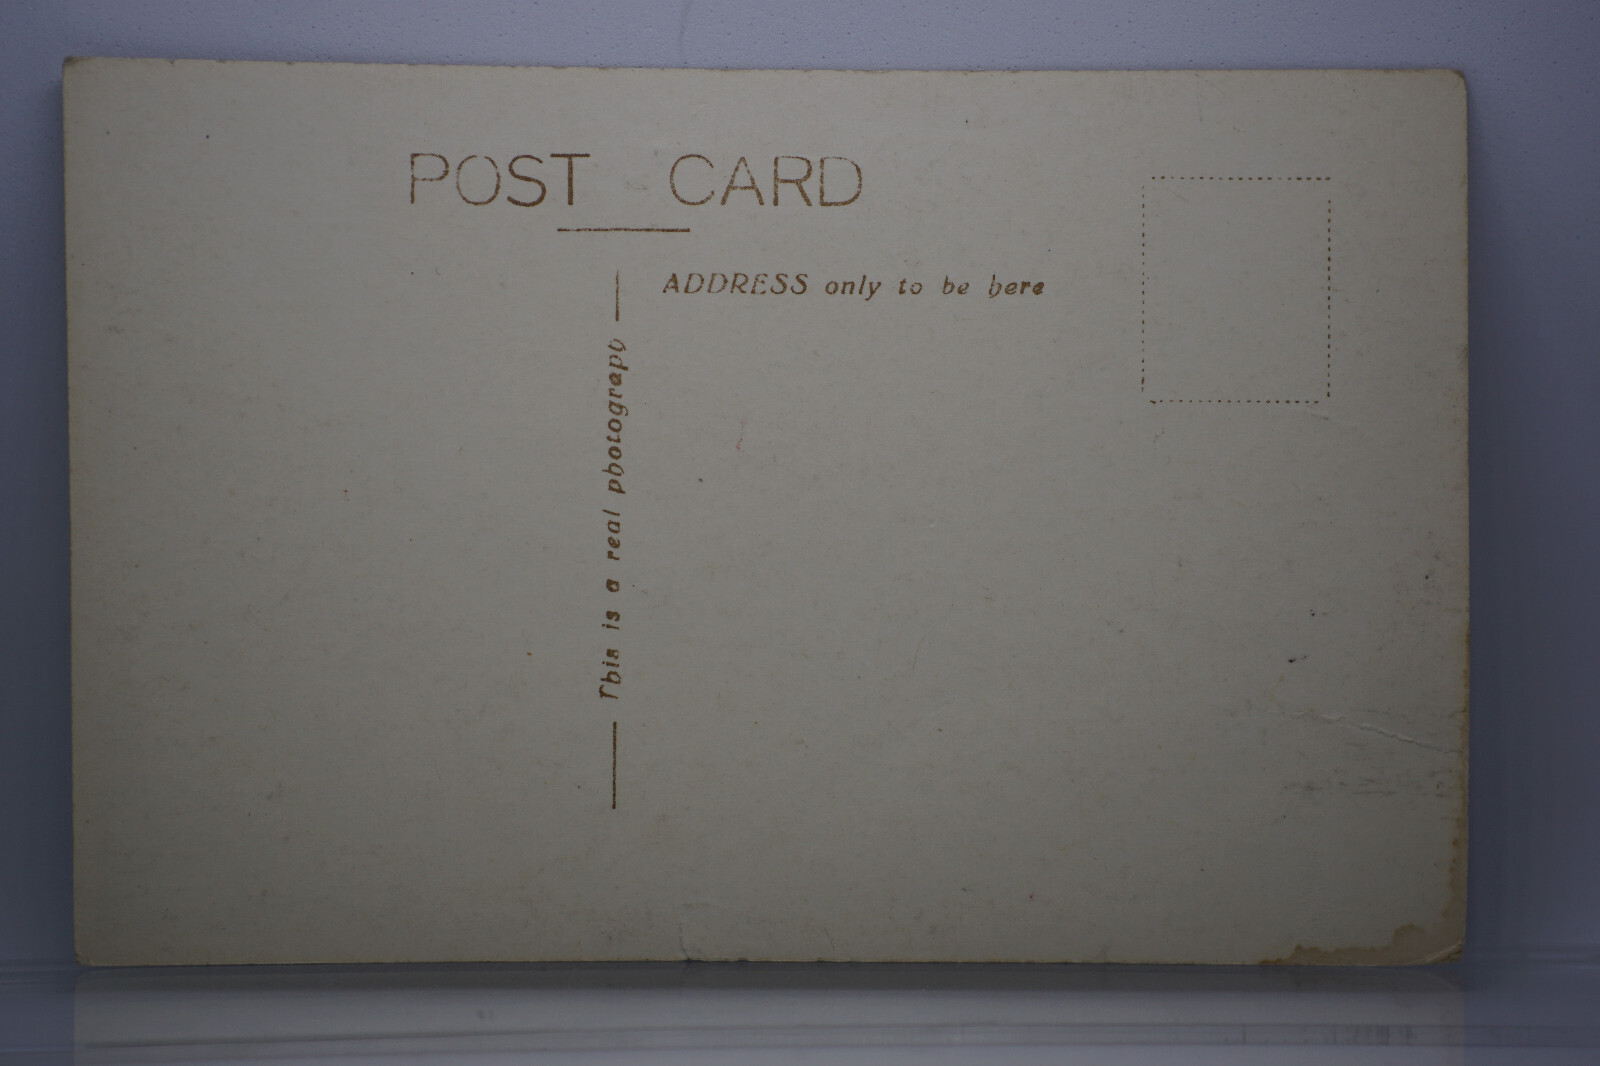 POST CARD
ADDRESS only to be here
This is a real photograph